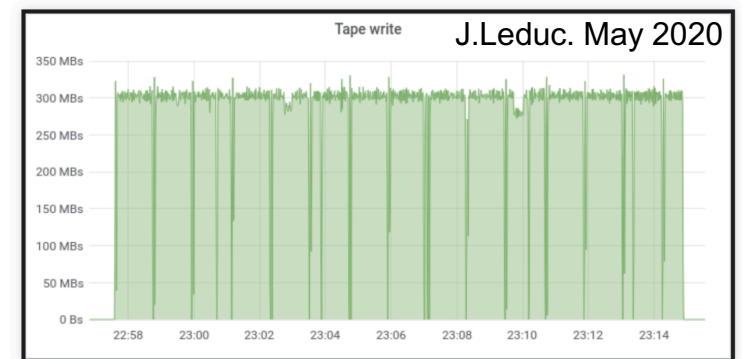 Tape write
J.Leduc. May 2020
350 MBs
300 MBs
250 MBs
200 MBs
150 MBs
100 MBs
50 MBs
0 Bs
22:58 23:00 23:02 23:04 23:06 23:08 23:10 23:12 23:14